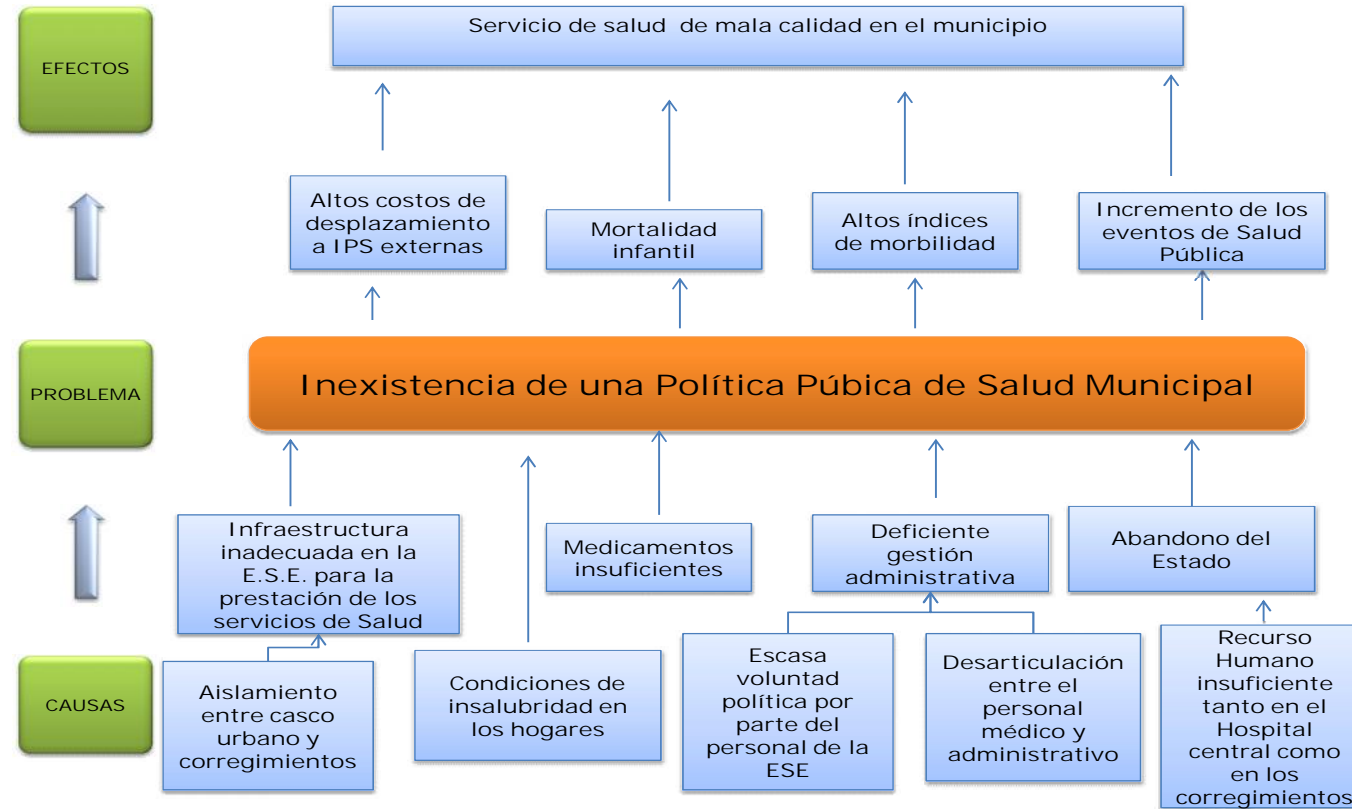 Servicio de salud de mala calidad en el municipio
EFECTOS
Altos costos de
desplazamiento
a IPS externas
Mortalidad
infantil
Altos índices
de morbilidad
Incremento de los
eventos de Salud
Pública
PROBLEMA
Inexistencia de una Política Púbica de Salud Municipal
Infraestructura
inadecuada en la
E.S.E. para la
prestación de los
servicios de Salud
Medicamentos
insuficientes
Deficiente
gestión
administrativa
Abandono del
Estado
CAUSAS
Aislamiento
entre casco
urbano y
corregimientos
Condiciones de
insalubridad en
los hogares
Escasa
voluntad
política por
parte del
personal de la
ESE
Desarticulación
entre el
personal
médico y
administrativo
Recurso
Humano
insuficiente
tanto en el
Hospital
central como
en los
corregimientos